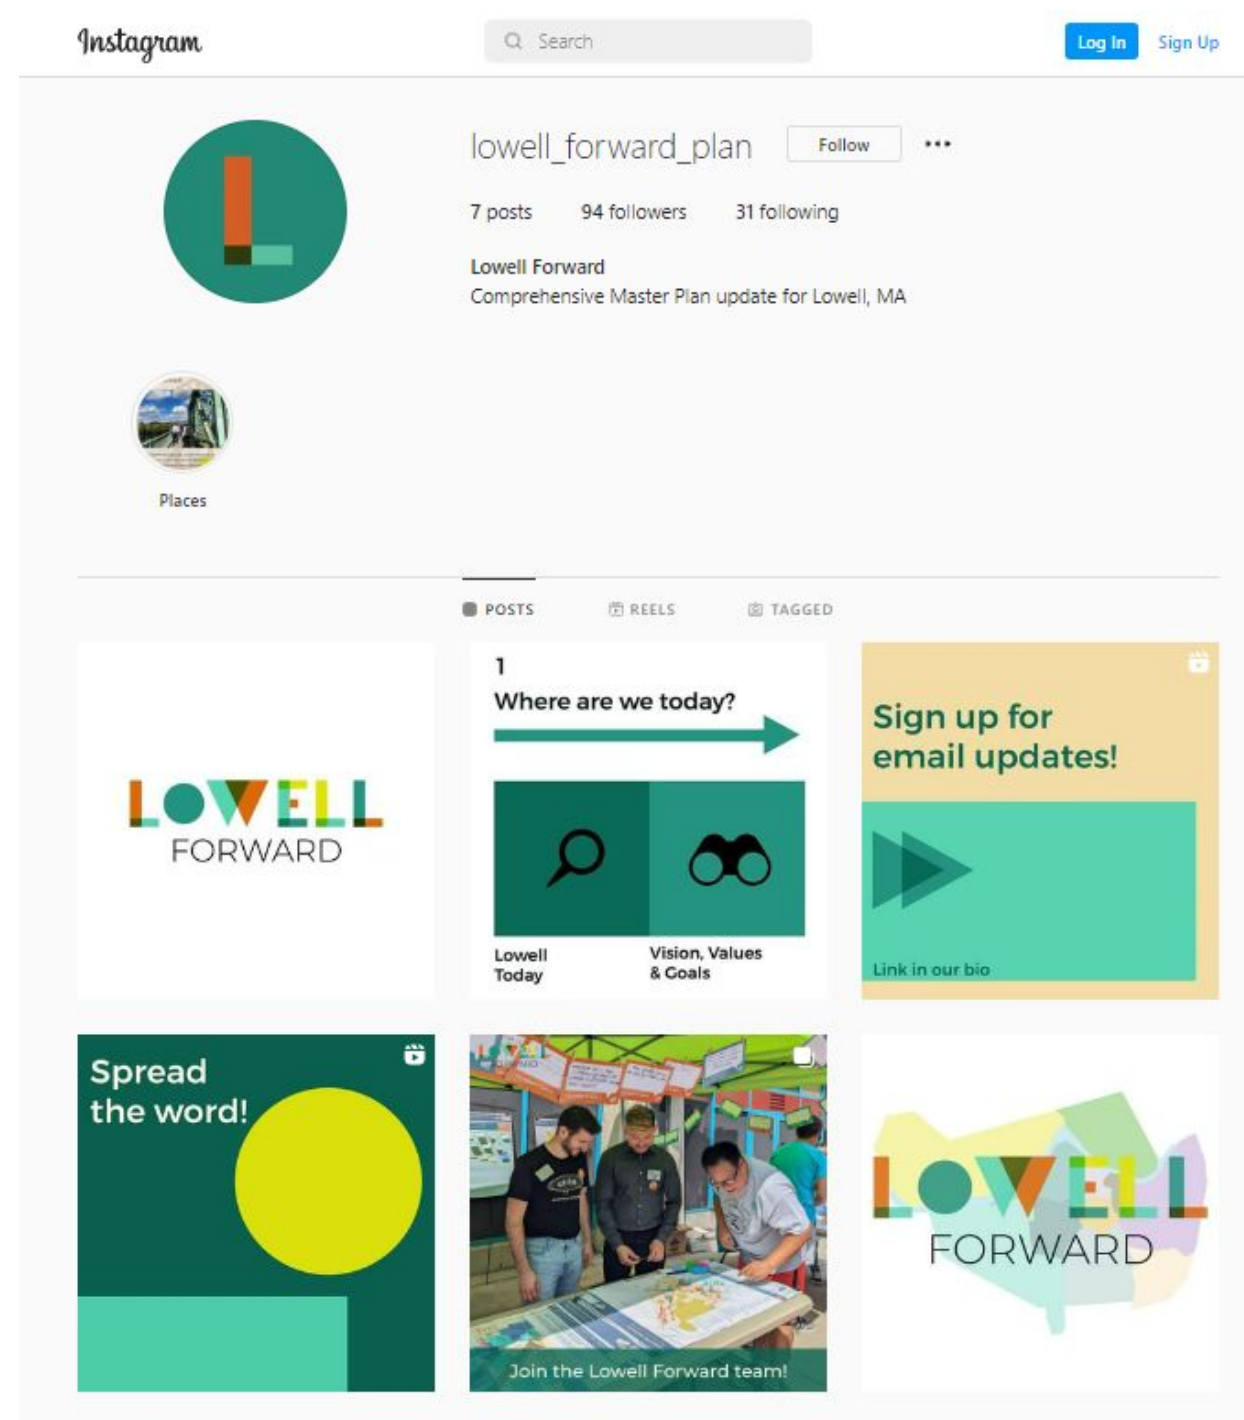 Instagram
Search
Log In
Sign Up
lowell_forward_plan
Follow
7 posts
94 followers
31 following
Lowell Forward
Comprehensive Master Plan update for Lowell, MA
Places
POSTS
REELS
TAGGED
LOWELL
FORWARD
1
Where are we today?
Lowell
Today
Vision, Values
& Goals
Sign up for
email updates!
Link in our bio
Spread
the word!
LOWELL
FORWARD
Join the Lowell Forward team!
LOWELL
FORWARD